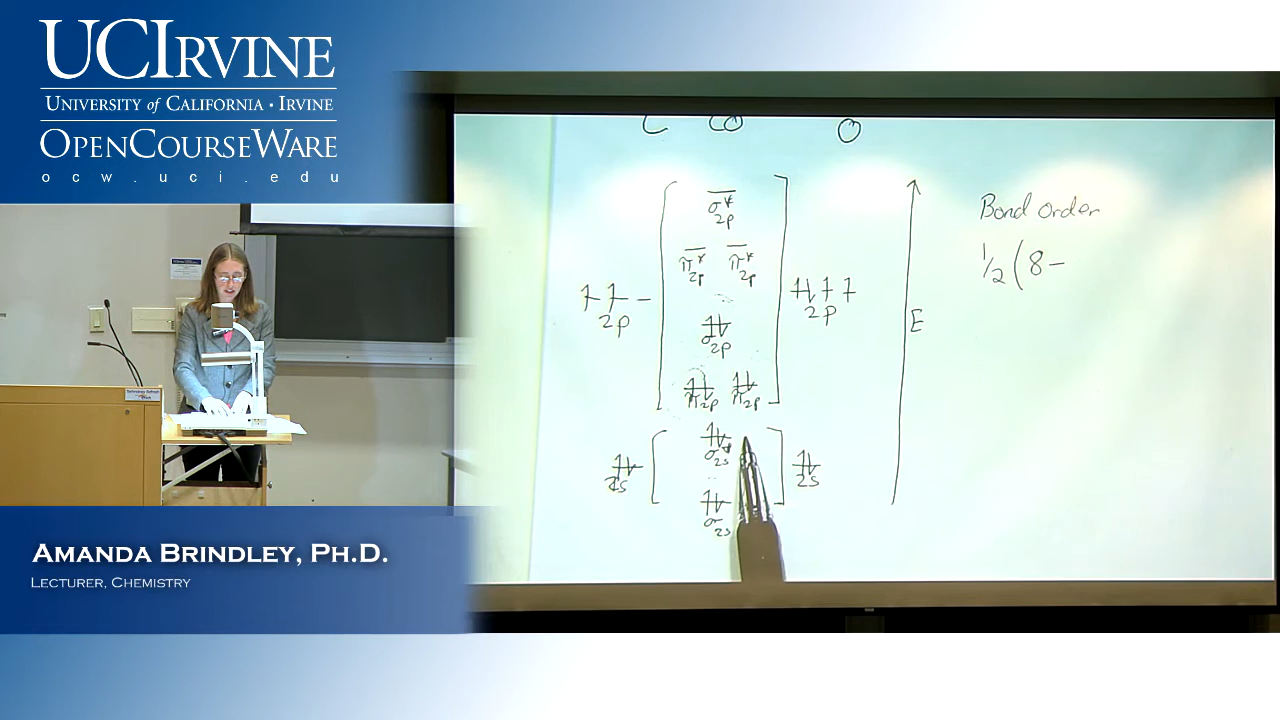 UCIRVINE
UNIVERSITY of CALIFORNIA • IRVINE
OPENCOURSEWARE
ocw.uci.edu
AMANDA BRINDLEY, PH.D.
LECTURER, CHEMISTRY
C CO O
σ*2p
π*2p π*2p
2p 2p
σ2p
π2p π2p
σ*2s
2s 2s
σ2s
E
Bond order
1/2 (8 –